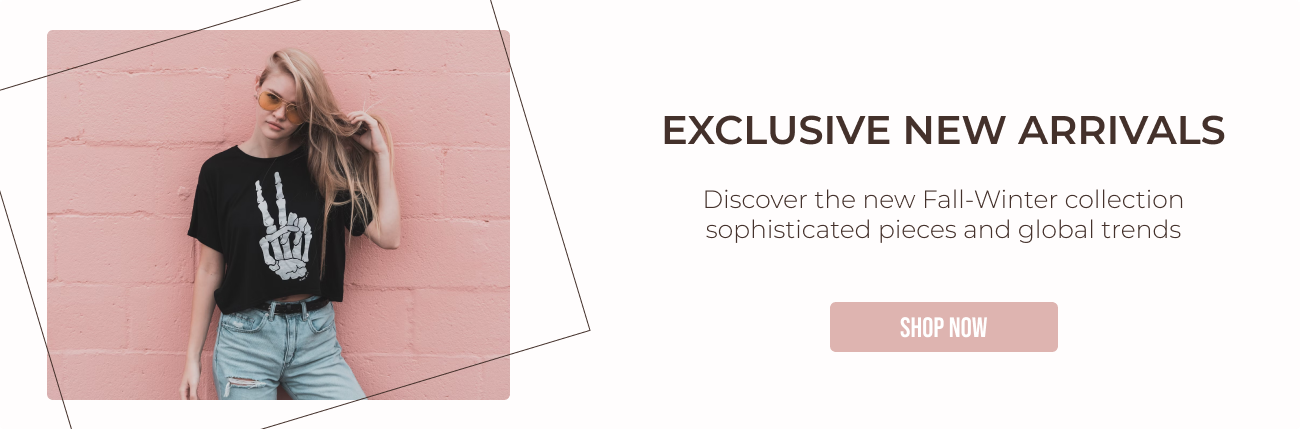 EXCLUSIVE NEW ARRIVALS
Discover the new Fall-Winter collection
sophisticated pieces and global trends
SHOP NOW